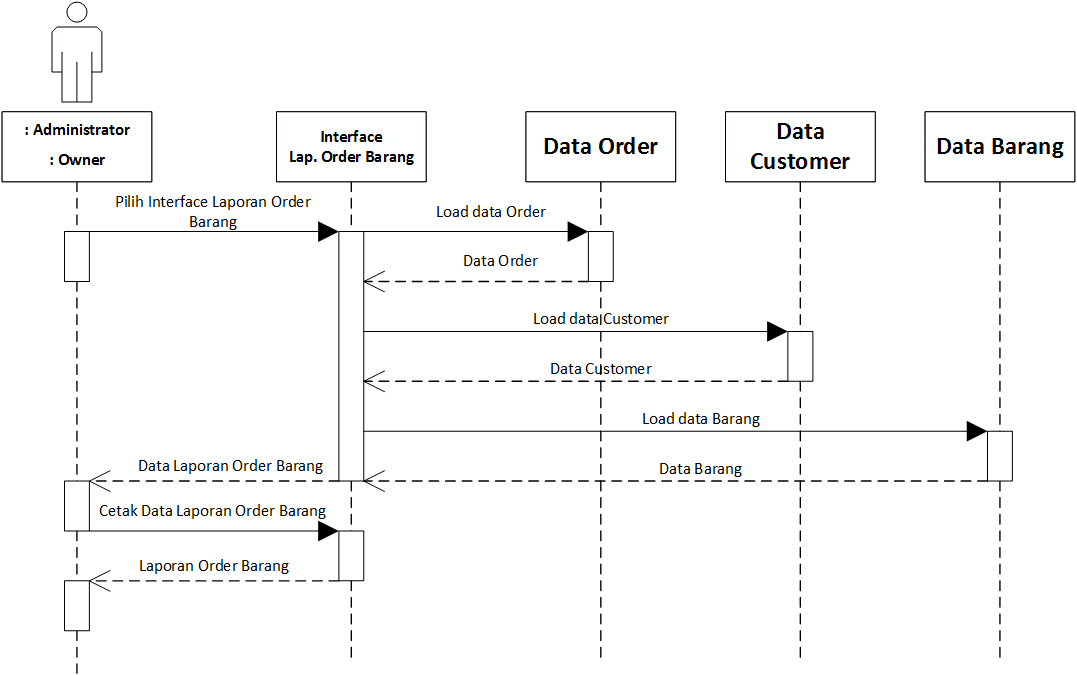 : Administrator
: Owner
Interface
Lap. Order Barang
Data Order
Data
Customer
Data Barang
Pilih Interface Laporan Order
Barang
Load data Order
Data Order
Load data Customer
Data Customer
Load data Barang
Data Laporan Order Barang
Data Barang
Cetak Data Laporan Order Barang
Laporan Order Barang